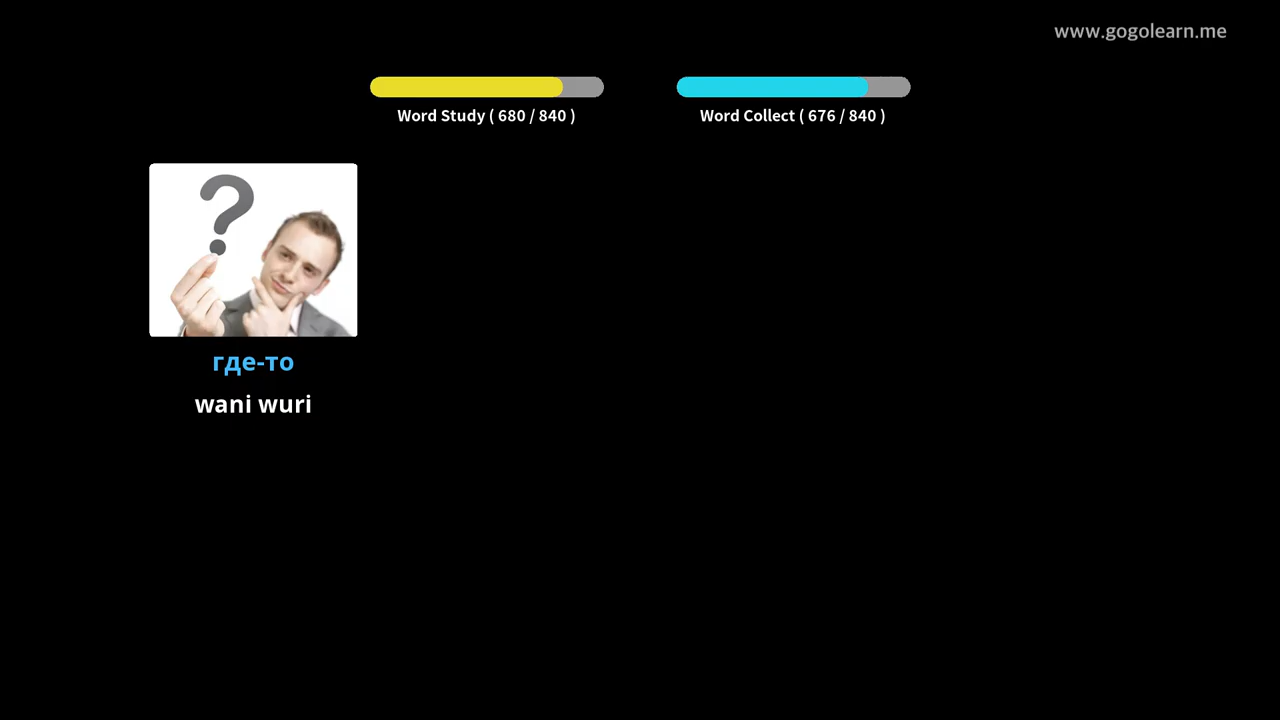 www.gogolearn.me
Word Study ( 680 / 840 )
Word Collect ( 676 / 840 )
?
где-то
wani wuri